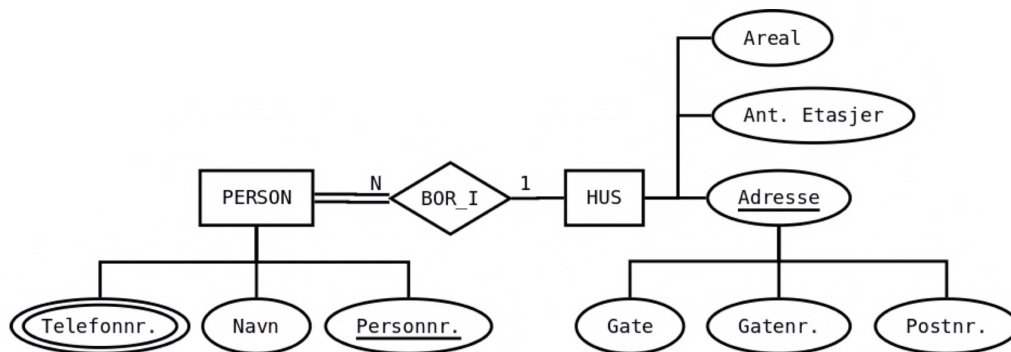 Areal
Ant. Etasjer
PERSON
N
BOR_I
1
HUS
Adresse
Telefonnr.
Navn
Personnr.
Gate
Gatenr.
Postnr.